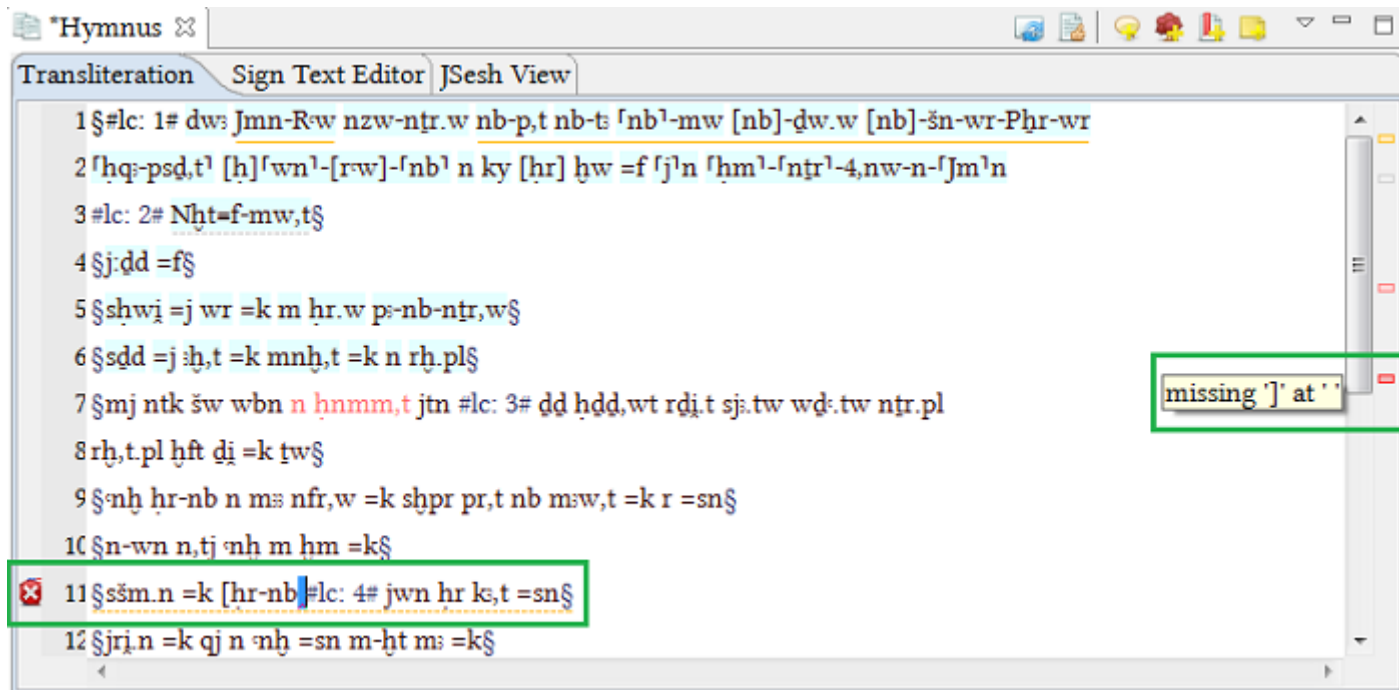 *Hymnus
Transliteration Sign Text Editor JSesh View
1 §#lc: 1# dwꜣ Jmn-Rꜥw nzw-nṯr.w nb-p,t nb-tꜣ ⸢nb⸣-mw [nb]-ḏw.w [nb]-šn-wr-Pẖr-wr
2 ⸢ḥqꜣ-psḏ,t⸣ [h]⸢wn⸣-[rꜥw]-⸢nb⸣ n ky [ḥr] ḫw =f ⸢j⸣n ⸢ḥm⸣-⸢nṯr⸣-4,nw-n-⸢Jm⸣n
3 #lc: 2# Nḫt=f-mw,t§
4 §j:ḏd =f§
5 §sḥwi̯ =j wr =k m ḥr.w pꜣ-nb-nṯr,w§
6 §sḏd =j ꜣḫ,t =k mnḫ,t =k n rḫ.pl§
7 §mj ntk šw wbn n ḥnmm,t jtn #lc: 3# ḏd ḥḏḏ,wt rḏi̯.t sjꜣ.tw wḏꜥ.tw nṯr.pl
8 rḫ,t.pl ḫft ḏi̯ =k ṯw§
9 §ꜥnḫ ḥr-nb n mꜣꜣ nfr,w =k sḫpr pr,t nb mꜣw,t =k r =sn§
10 §n-wn n,tj ꜥnḫ m ḫm =k§
11 §sšm.n =k [ḥr-nb #lc: 4# jwn ḥr kꜣ,t =sn§
12 §jri̯.n =k qj n ꜥnḫ =sn m-ḫt mꜣ =k§
missing ']' at ' '